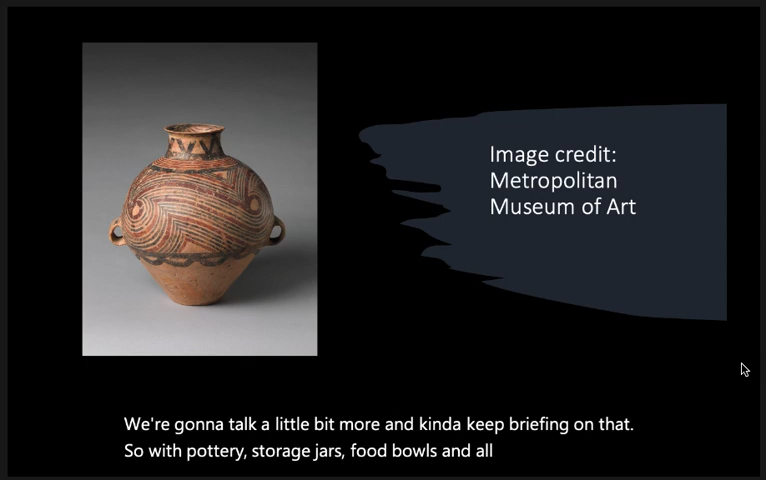 Image credit:
Metropolitan
Museum of Art
We're gonna talk a little bit more and kinda keep briefing on that.
So with pottery, storage jars, food bowls and all